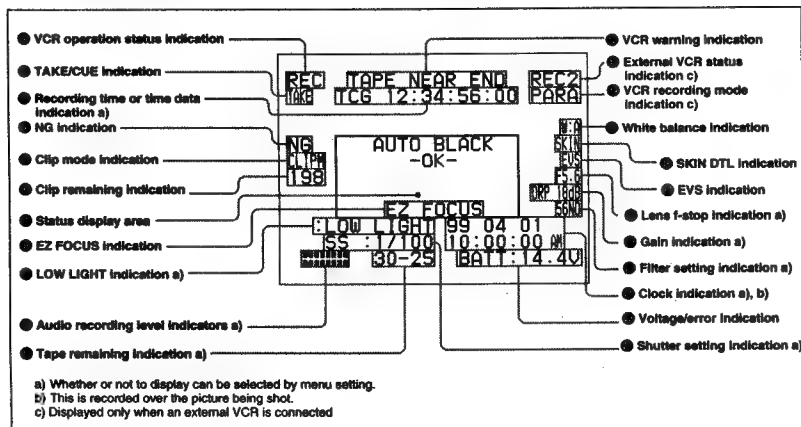 VCR operation status indication
TAKE/CUE indication
Recording time or time data
indication a)
NG indication
Clip mode indication
Clip remaining indication
Status display area
EZ FOCUS indication
LOW LIGHT indication a)
Audio recording level indicators a)
Tape remaining indication a)
REC
TAPE NEAR END
REC2
TAKE
TCG 12:34:56:00
PARA
W:A
NG
AUTO BLACK
SKIN
CLIPM
-OK-
EVS
198
F5.6
DRP 18dB
EZ FOCUS
56ND
:LOW LIGHT
99 04 01
SS :1/100
10:00:00 AM
30-25
BATT:14.4V
VCR warning indication
External VCR status
indication c)
VCR recording mode
indication c)
White balance indication
SKIN DTL indication
EVS indication
Lens f-stop indication a)
Gain indication a)
Filter setting indication a)
Clock indication a), b)
Voltage/error indication
Shutter setting indication a)
a) Whether or not to display can be selected by menu setting.
b) This is recorded over the picture being shot.
c) Displayed only when an external VCR is connected